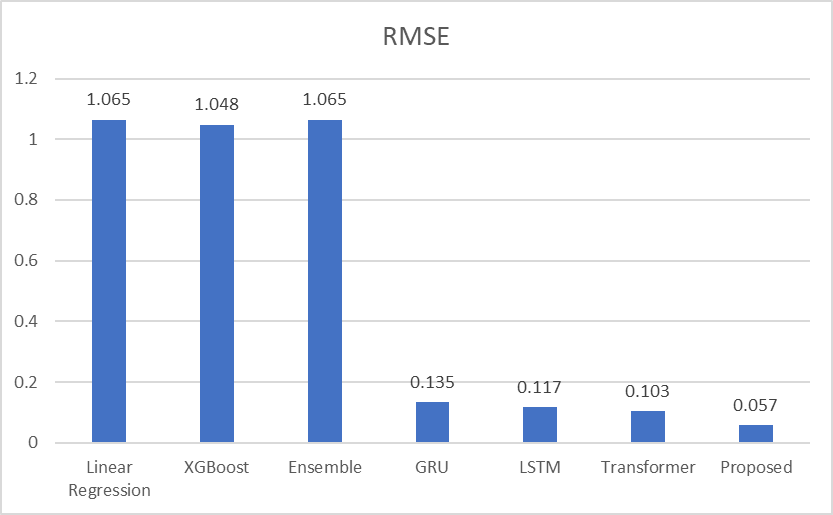 RMSE
1.2
1
0.8
0.6
0.4
0.2
0
1.065
1.048
1.065
0.135
0.117
0.103
0.057
Linear
Regression
XGBoost
Ensemble
GRU
LSTM
Transformer
Proposed